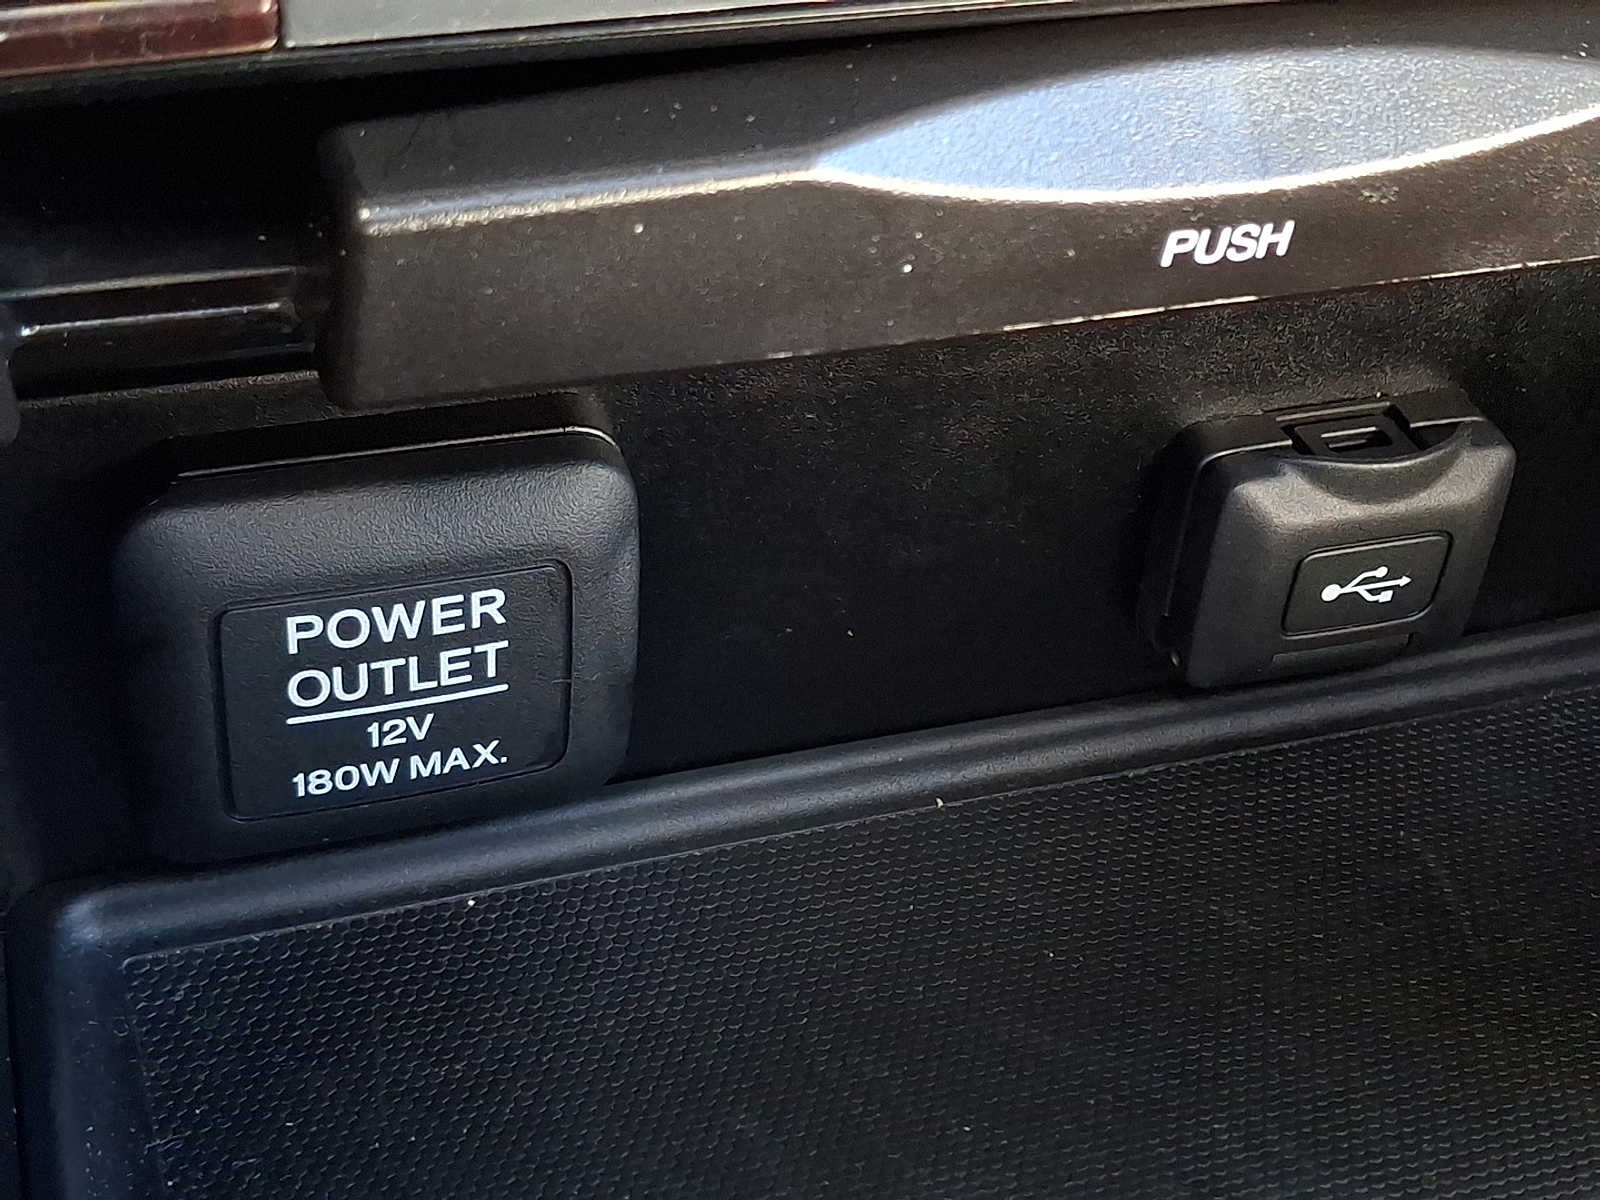 PUSH
POWER
OUTLET
12V
180W MAX.